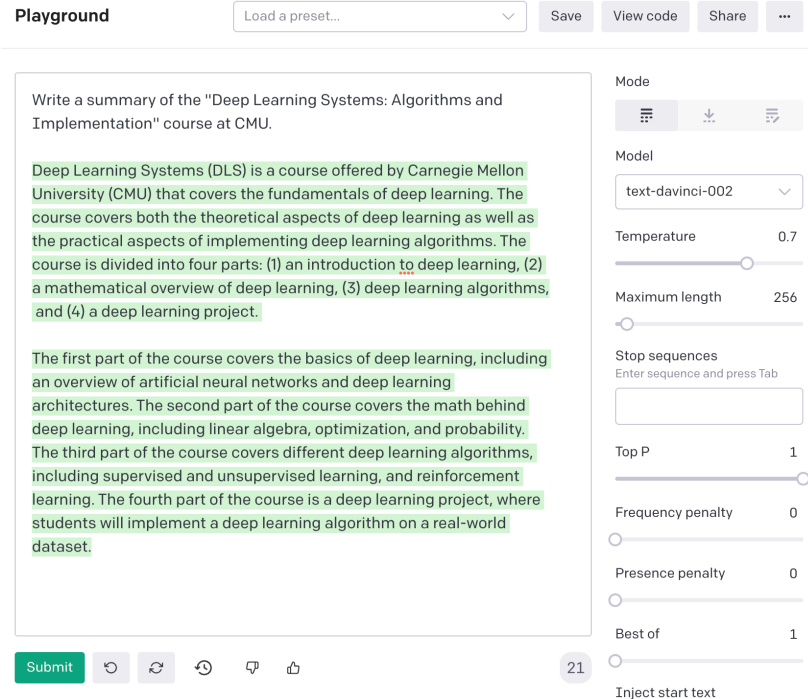 Playground
Load a preset...
Save
View code
Share
...
Write a summary of the "Deep Learning Systems: Algorithms and
Implementation" course at CMU.
Deep Learning Systems (DLS) is a course offered by Carnegie Mellon
University (CMU) that covers the fundamentals of deep learning. The
course covers both the theoretical aspects of deep learning as well as
the practical aspects of implementing deep learning algorithms. The
course is divided into four parts: (1) an introduction to deep learning, (2)
a mathematical overview of deep learning, (3) deep learning algorithms,
and (4) a deep learning project.
The first part of the course covers the basics of deep learning, including
an overview of artificial neural networks and deep learning
architectures. The second part of the course covers the math behind
deep learning, including linear algebra, optimization, and probability.
The third part of the course covers different deep learning algorithms,
including supervised and unsupervised learning, and reinforcement
learning. The fourth part of the course is a deep learning project, where
students will implement a deep learning algorithm on a real-world
dataset.
Submit
21
Mode
Model
text-davinci-002
Temperature 0.7
Maximum length 256
Stop sequences
Enter sequence and press Tab
Top P 1
Frequency penalty 0
Presence penalty 0
Best of 1
Inject start text